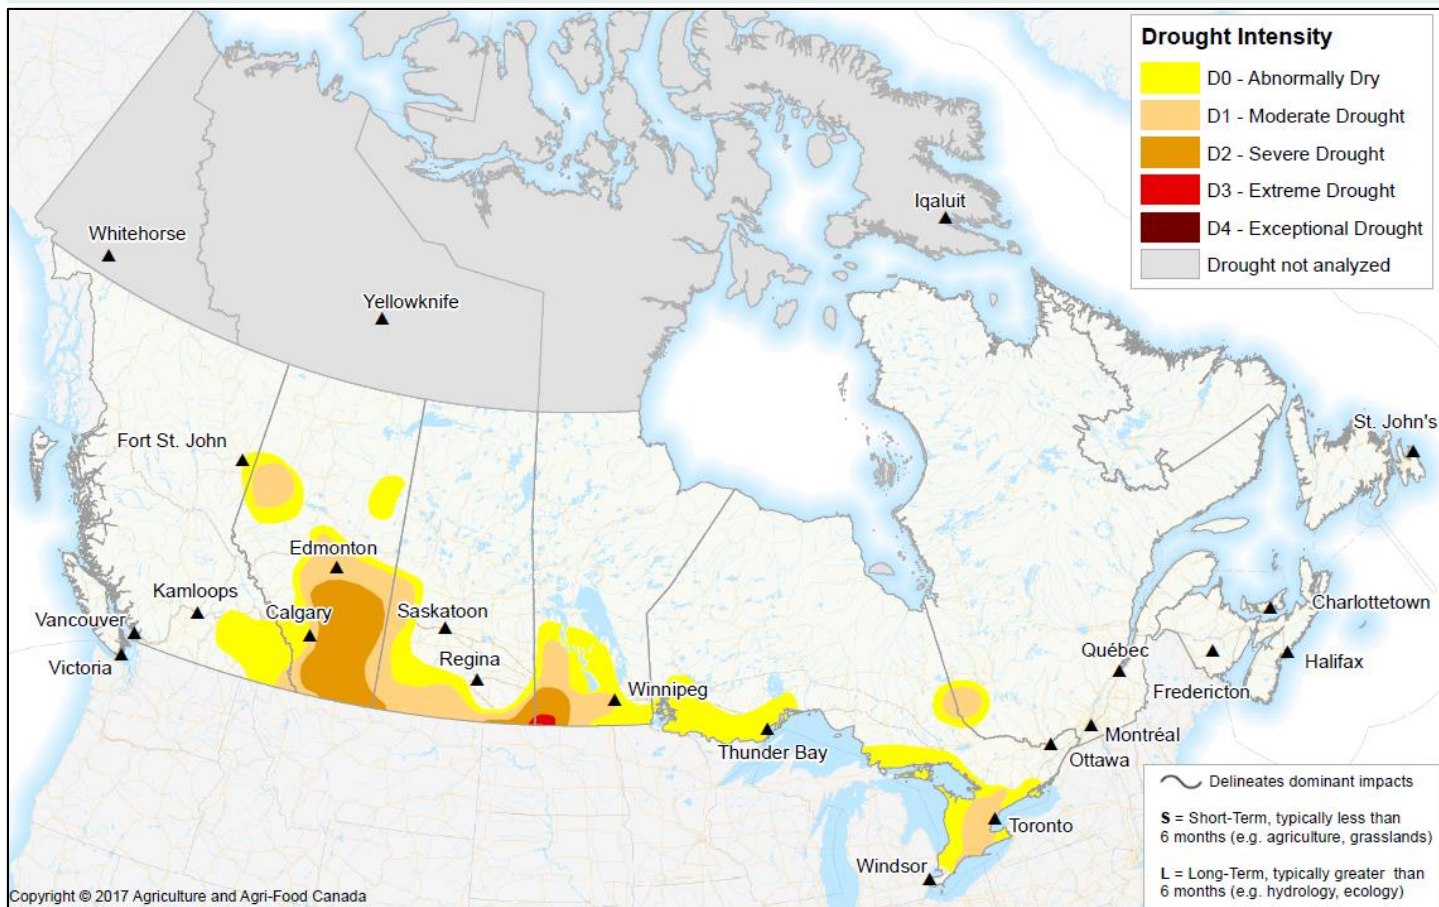 Drought Intensity
D0 - Abnormally Dry
D1 - Moderate Drought
D2 - Severe Drought
D3 - Extreme Drought
D4 - Exceptional Drought
Drought not analyzed
Iqaluit
Whitehorse
Yellowknife
St. John's
Fort St. John
Edmonton
Kamloops
Calgary
Saskatoon
Vancouver
Charlottetown
Québec
Regina
Victoria
Halifax
Winnipeg
Fredericton
Montréal
Thunder Bay
Ottawa
Toronto
Windsor
Delineates dominant impacts
S = Short-Term, typically less than
6 months (e.g. agriculture, grasslands)
L = Long-Term, typically greater than
6 months (e.g. hydrology, ecology)
Copyright © 2017 Agriculture and Agri-Food Canada